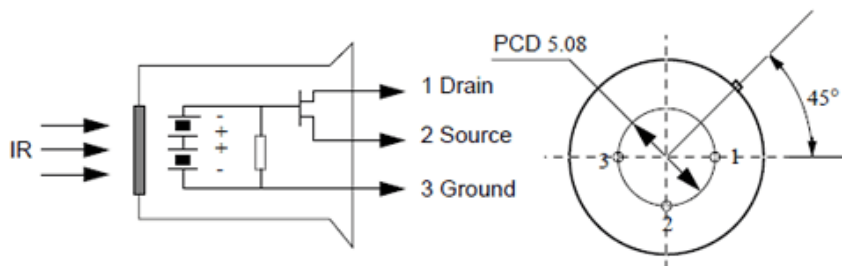 IR
-
+
+
-
1 Drain
2 Source
3 Ground
PCD 5.08
45°
3
1
2